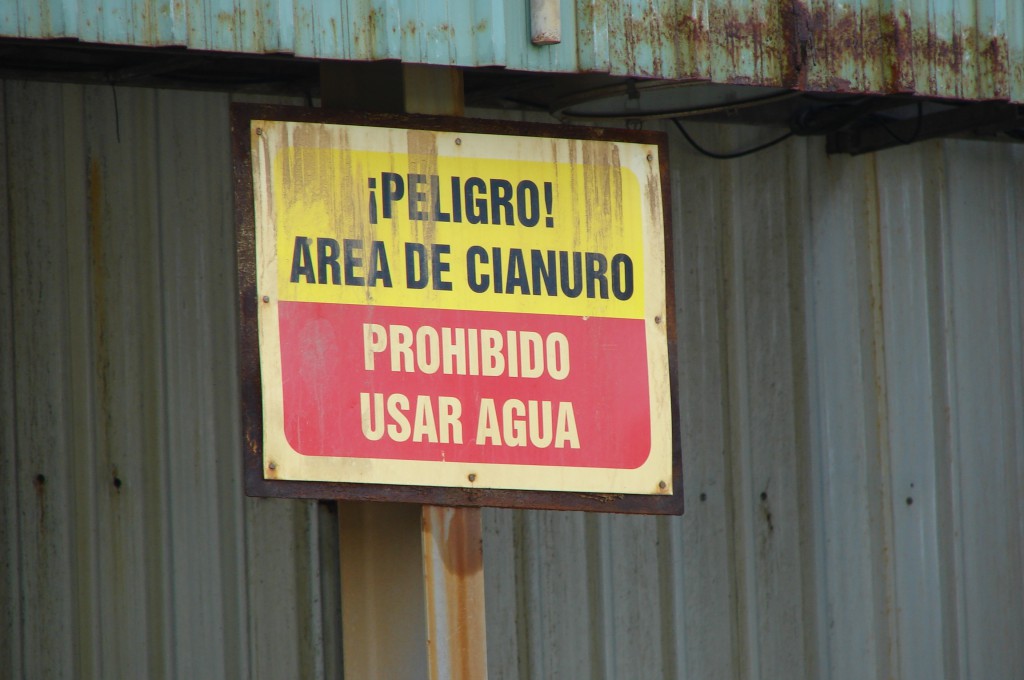 ¡PELIGRO!
AREA DE CIANURO
PROHIBIDO
USAR AGUA